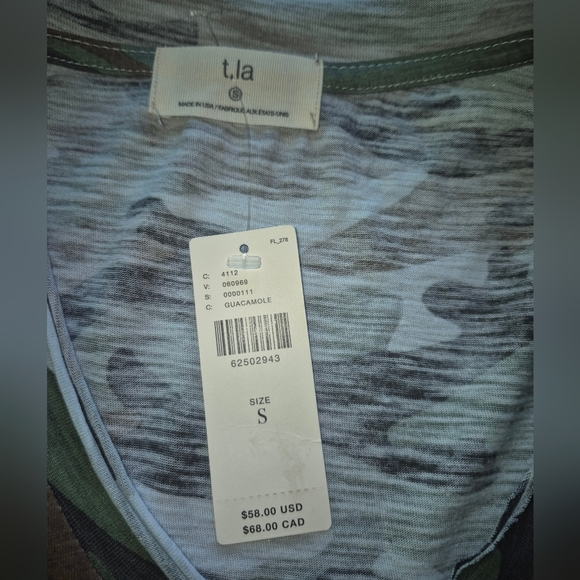 t.la
S
MADE IN USA / FABRIQUÉ AUX ÉTATS-UNIS
FL_278
C: 4112
V: 060969
S: 0000111
C: GUACAMOLE
62502943
SIZE
S
$58.00 USD
$68.00 CAD